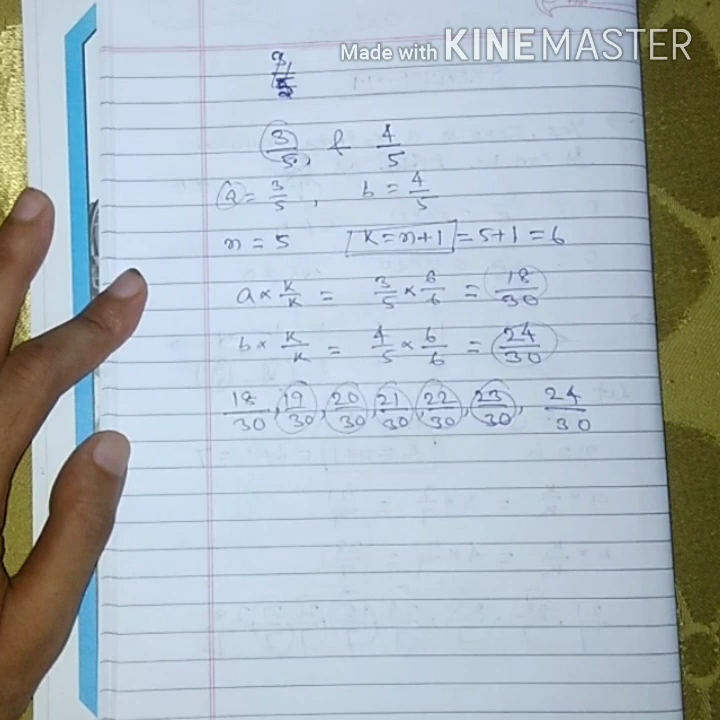 Made with KINEMASTER
3/5, & 4/5
a = 3/5, b = 4/5
n = 5 K = n+1 = 5+1 = 6
a × K/K = 3/5 × 6/6 = 18/30
b × K/K = 4/5 × 6/6 = 24/30
18/30, 19/30, 20/30, 21/30, 22/30, 23/30, 24/30